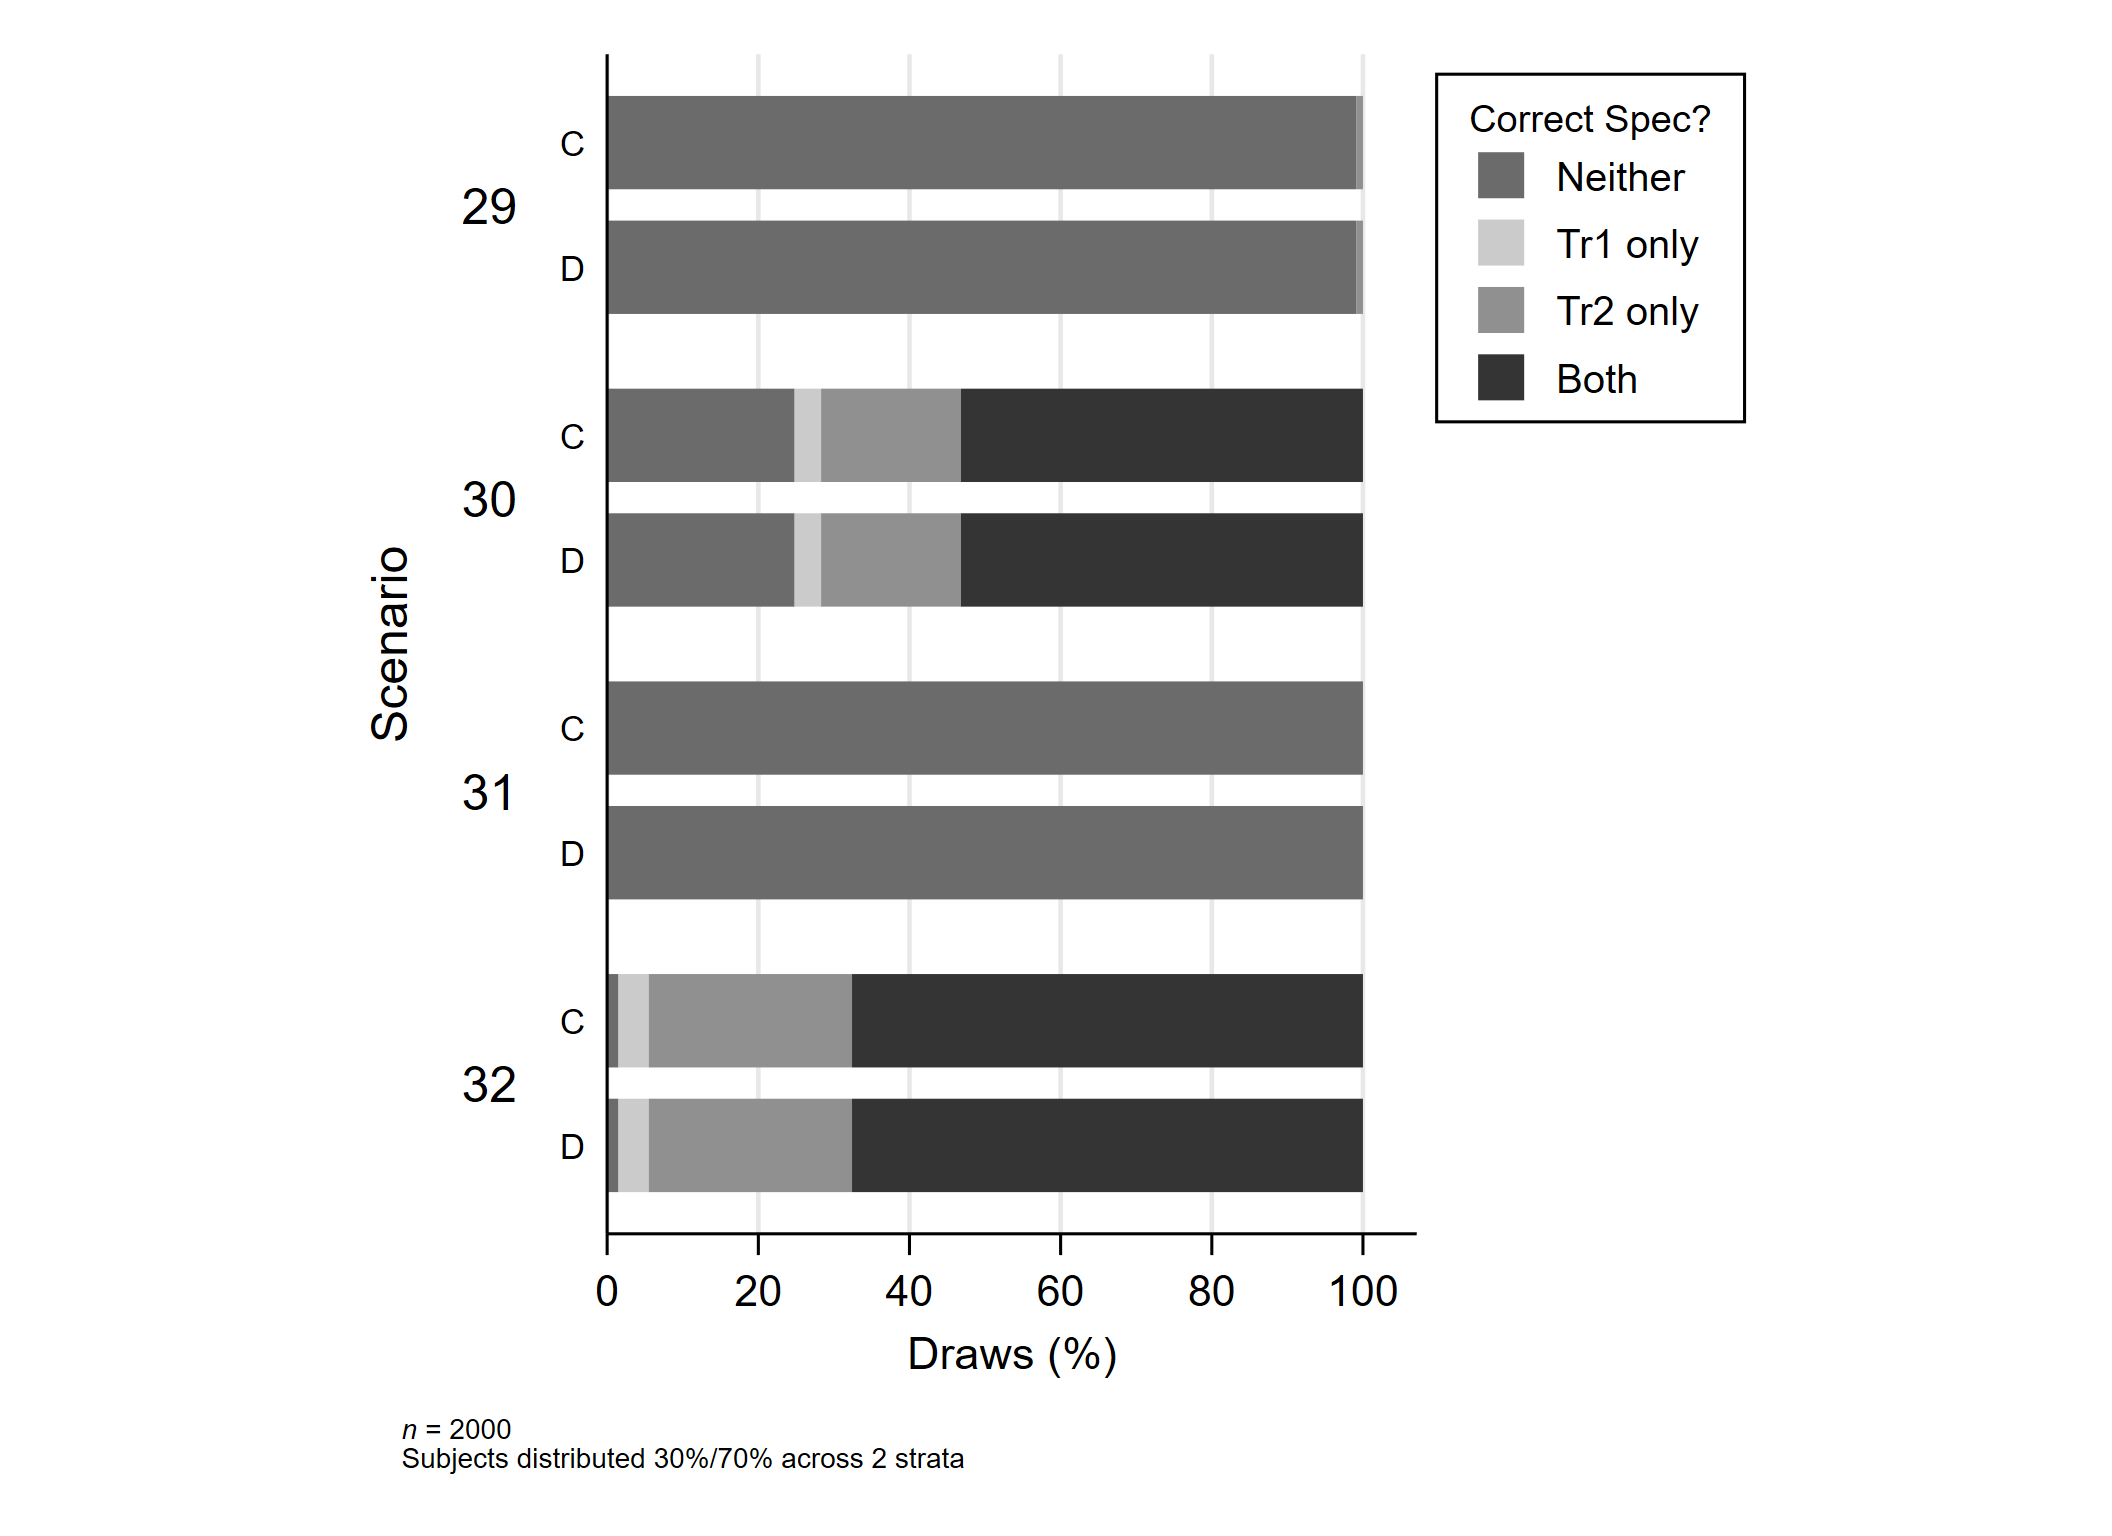 Correct Spec?
Neither
Tr1 only
Tr2 only
Both
Scenario
29
C
D
30
C
D
31
C
D
32
C
D
0 20 40 60 80 100
Draws (%)
n = 2000
Subjects distributed 30%/70% across 2 strata